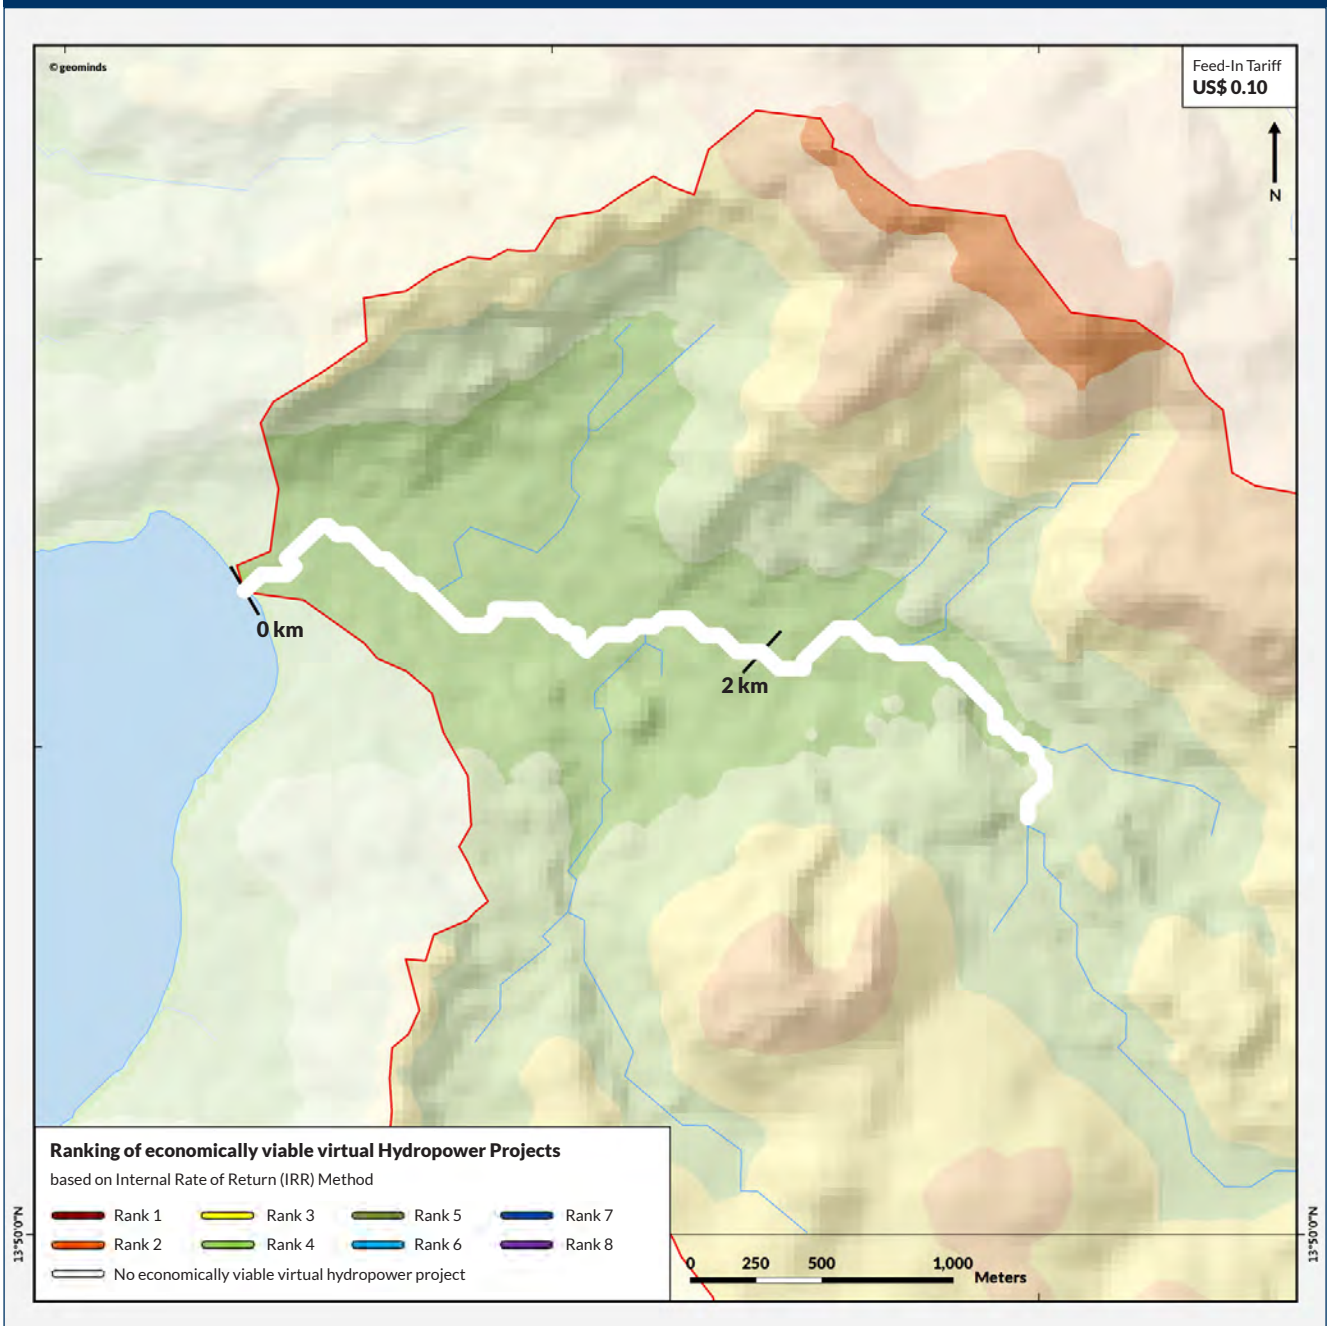 © geominds
Feed-In Tariff
US$ 0.10
N
0 km
2 km
Ranking of economically viable virtual Hydropower Projects
based on Internal Rate of Return (IRR) Method
Rank 1 Rank 3 Rank 5 Rank 7
Rank 2 Rank 4 Rank 6 Rank 8
No economically viable virtual hydropower project
0 250 500 1,000
Meters
13°50'0"N
13°50'0"N